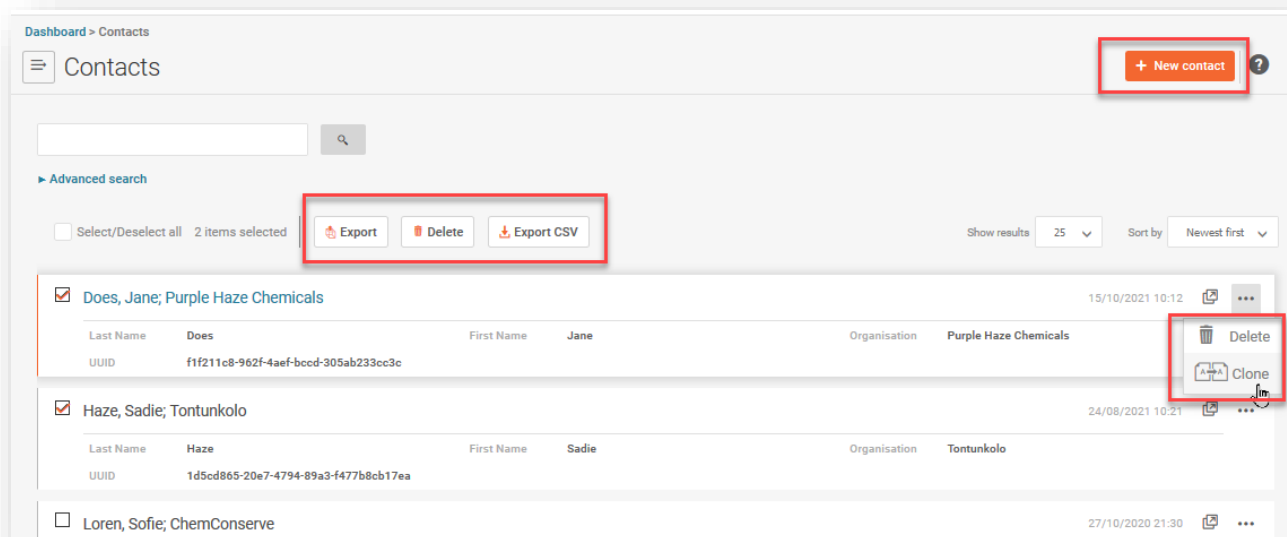 Dashboard > Contacts
Contacts
+ New contact
?
► Advanced search
Select/Deselect all 2 items selected Export Delete Export CSV Show results 25 Sort by Newest first
Does, Jane; Purple Haze Chemicals 15/10/2021 10:12 •••
Last Name Does First Name Jane Organisation Purple Haze Chemicals
UUID f1f211c8-962f-4aef-bccd-305ab233cc3c
Delete
A A Clone
Haze, Sadie; Tontunkolo 24/08/2021 10:21 •••
Last Name Haze First Name Sadie Organisation Tontunkolo
UUID 1d5cd865-20e7-4794-89a3-f477b8cb17ea
Loren, Sofie; ChemConserve 27/10/2020 21:30 •••